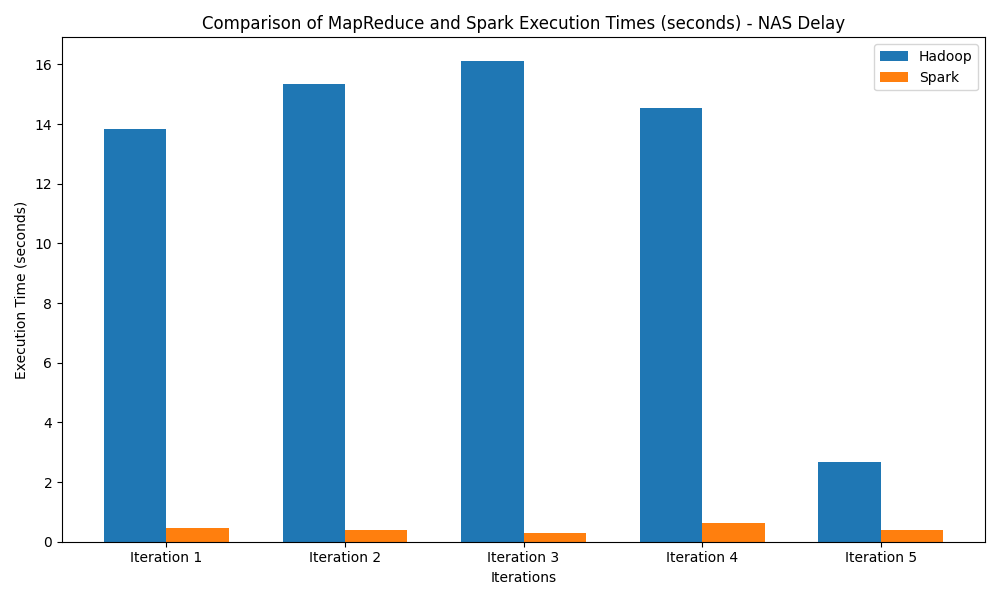 Comparison of MapReduce and Spark Execution Times (seconds) - NAS Delay
Hadoop
Spark
Execution Time (seconds)
16
14
12
10
8
6
4
2
0
Iteration 1 Iteration 2 Iteration 3 Iteration 4 Iteration 5
Iterations